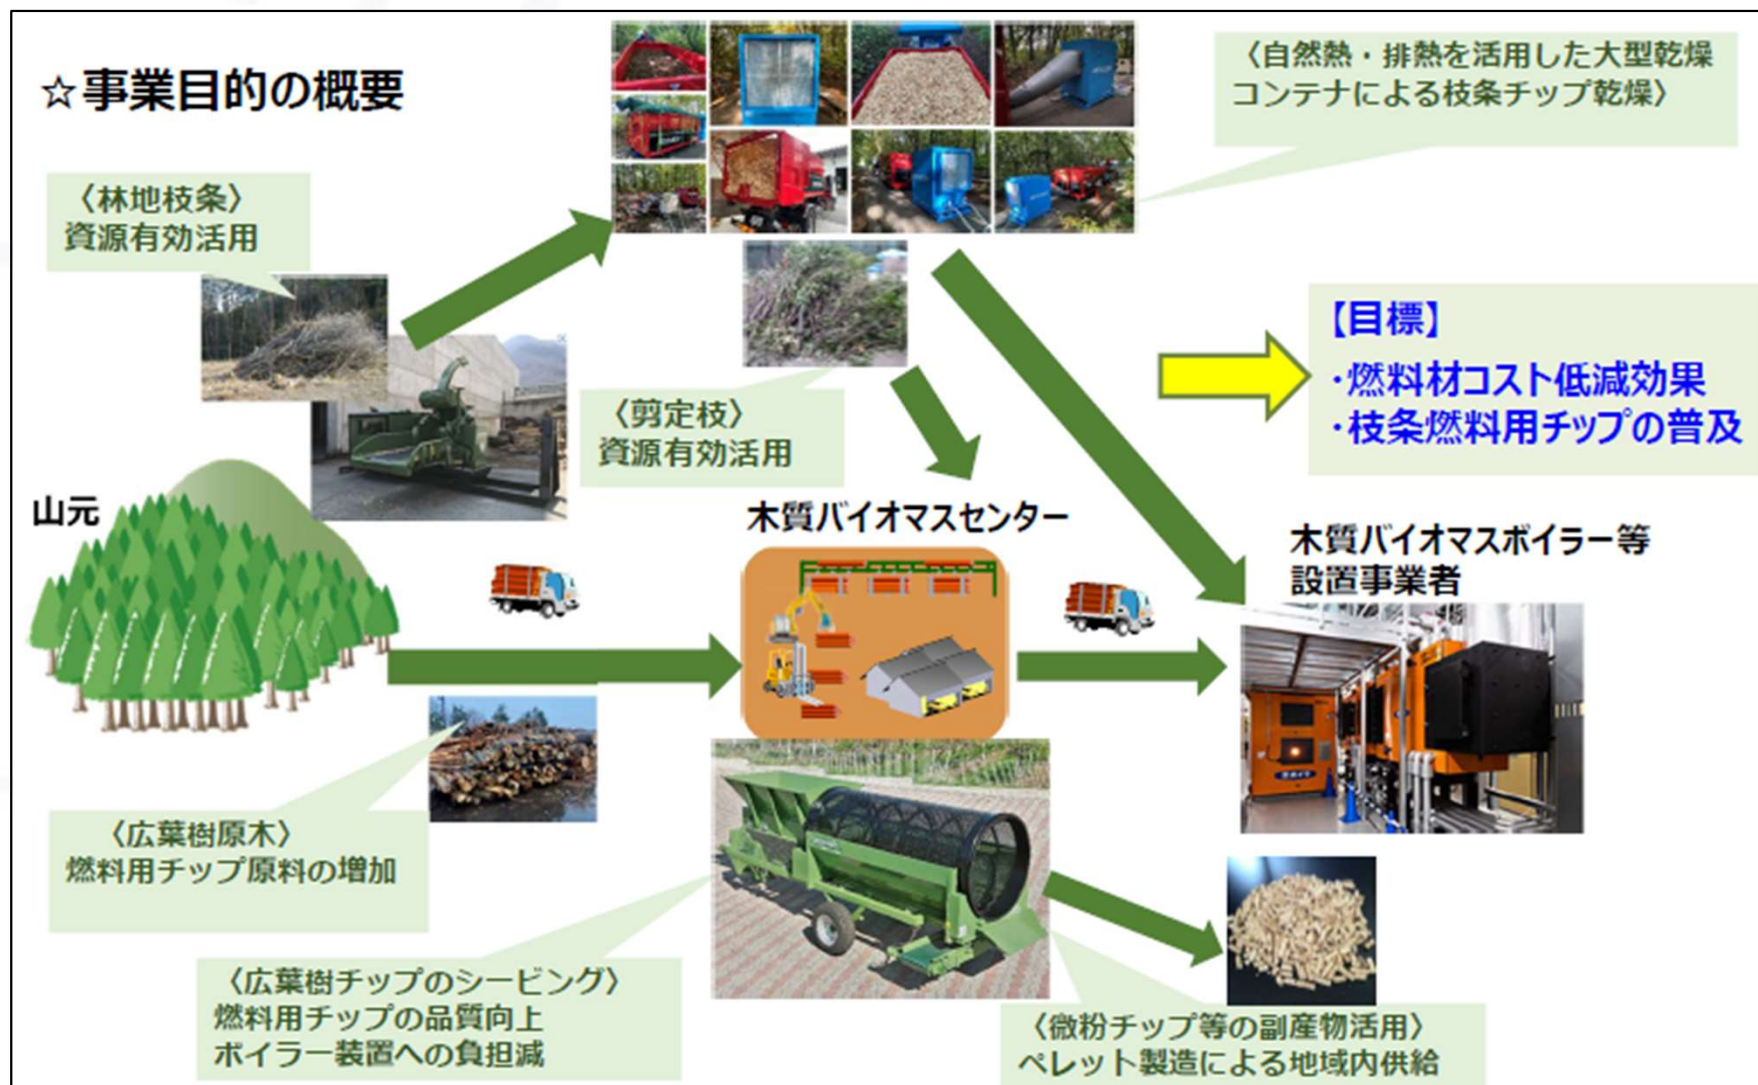 ☆事業目的の概要
〈自然熱・排熱を活用した大型乾燥
コンテナによる枝条チップ乾燥〉
〈林地枝条〉
資源有効活用
【目標】
・燃料材コスト低減効果
・枝条燃料用チップの普及
〈剪定枝〉
資源有効活用
山元
木質バイオマスセンター
木質バイオマスボイラー等
設置事業者
〈広葉樹原木〉
燃料用チップ原料の増加
〈広葉樹チップのシービング〉
燃料用チップの品質向上
ボイラー装置への負担減
〈微粉チップ等の副産物活用〉
ペレット製造による地域内供給